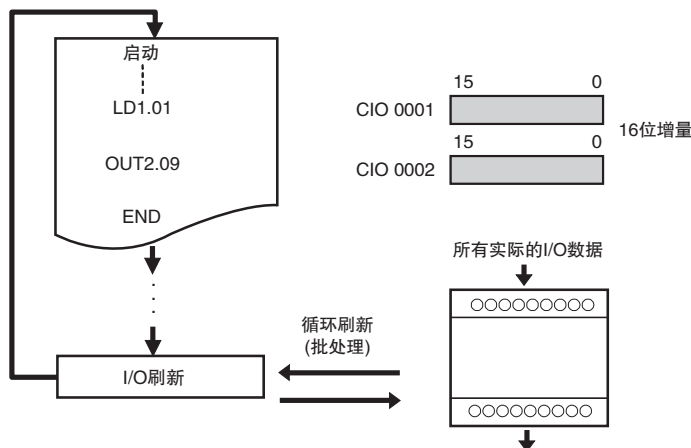 启动
LD1.01
OUT2.09
END
I/O刷新
15 0
CIO 0001
15 0
CIO 0002
16位增量
所有实际的I/O数据
循环刷新
(批处理)